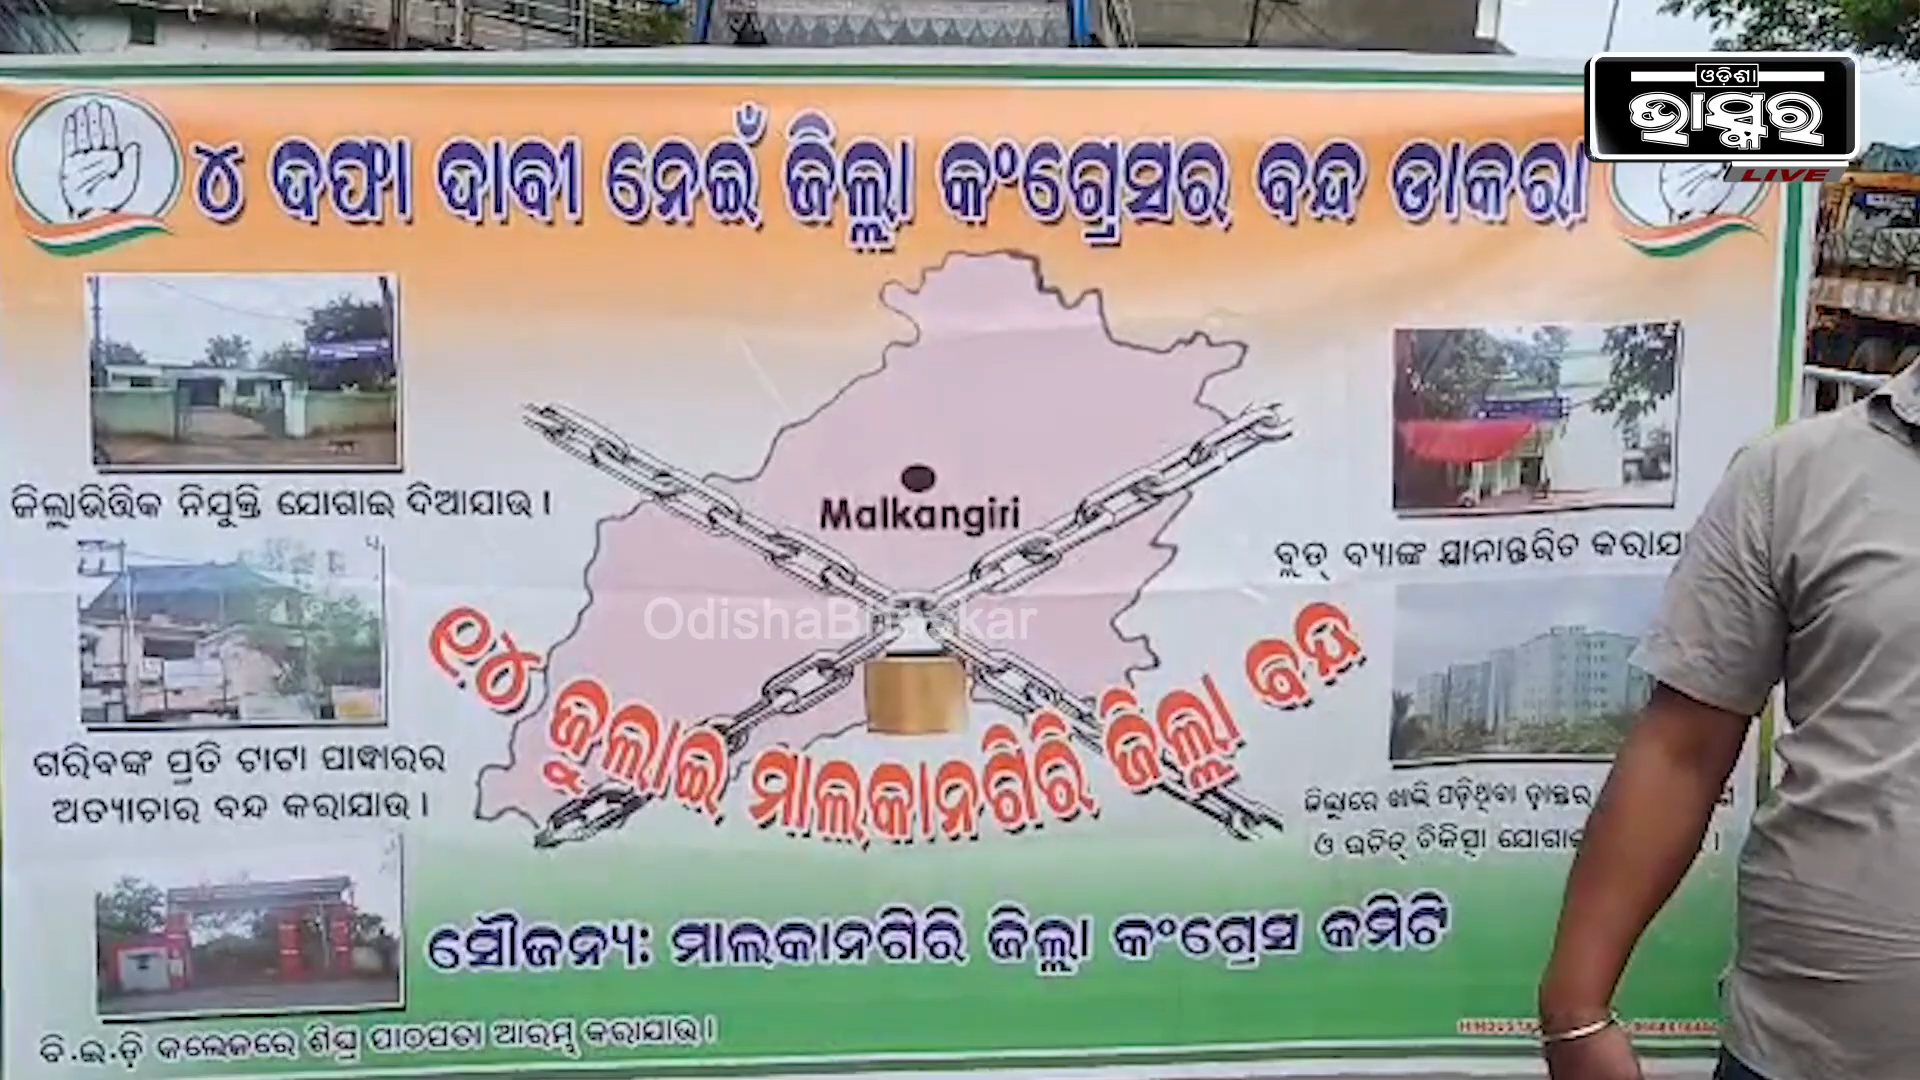 ଓଡ଼ିଶା
ଭାସ୍କର
LIVE
୪ ଦଫା ଦାବୀ ନେଇଁ ଜିଲ୍ଲା କଂଗ୍ରେସର ବନ୍ଦ ଡାକରା
ଜିଲ୍ଲାଭିତ୍ତିକ ନିଯୁକ୍ତି ଯୋଗାଇ ଦିଆଯାଉ ।
Malkangiri
ବ୍ଲଡ୍ ବ୍ୟାଙ୍କ ସ୍ଥାନାନ୍ତରିତ
OdishaBhaskar
୧୪ ଜୁଲାଇ ମାଲକାନଗିରି ଜିଲ୍ଲା ବନ୍ଦ
ଗରିବଙ୍କ ପ୍ରତି ଟାଟା ପାୱାରର
ଅତ୍ୟାଚାର ବନ୍ଦ କରାଯାଉ ।
ଜିଲ୍ଲାରେ ଖାଲି ପଡ଼ିଥିବା ଡ଼ାକ୍ତର
ଓ ଉଚିତ୍ ଚିକିତ୍ସା
ସୌଜନ୍ୟ: ମାଲକାନଗିରି ଜିଲ୍ଲା କଂଗ୍ରେସ କମିଟି
ବି.ଇ.ଡ଼ି କଲେଜରେ ଶିଘ୍ର ପାଠପଢା ଆରମ୍ଭ କରାଯାଉ ।